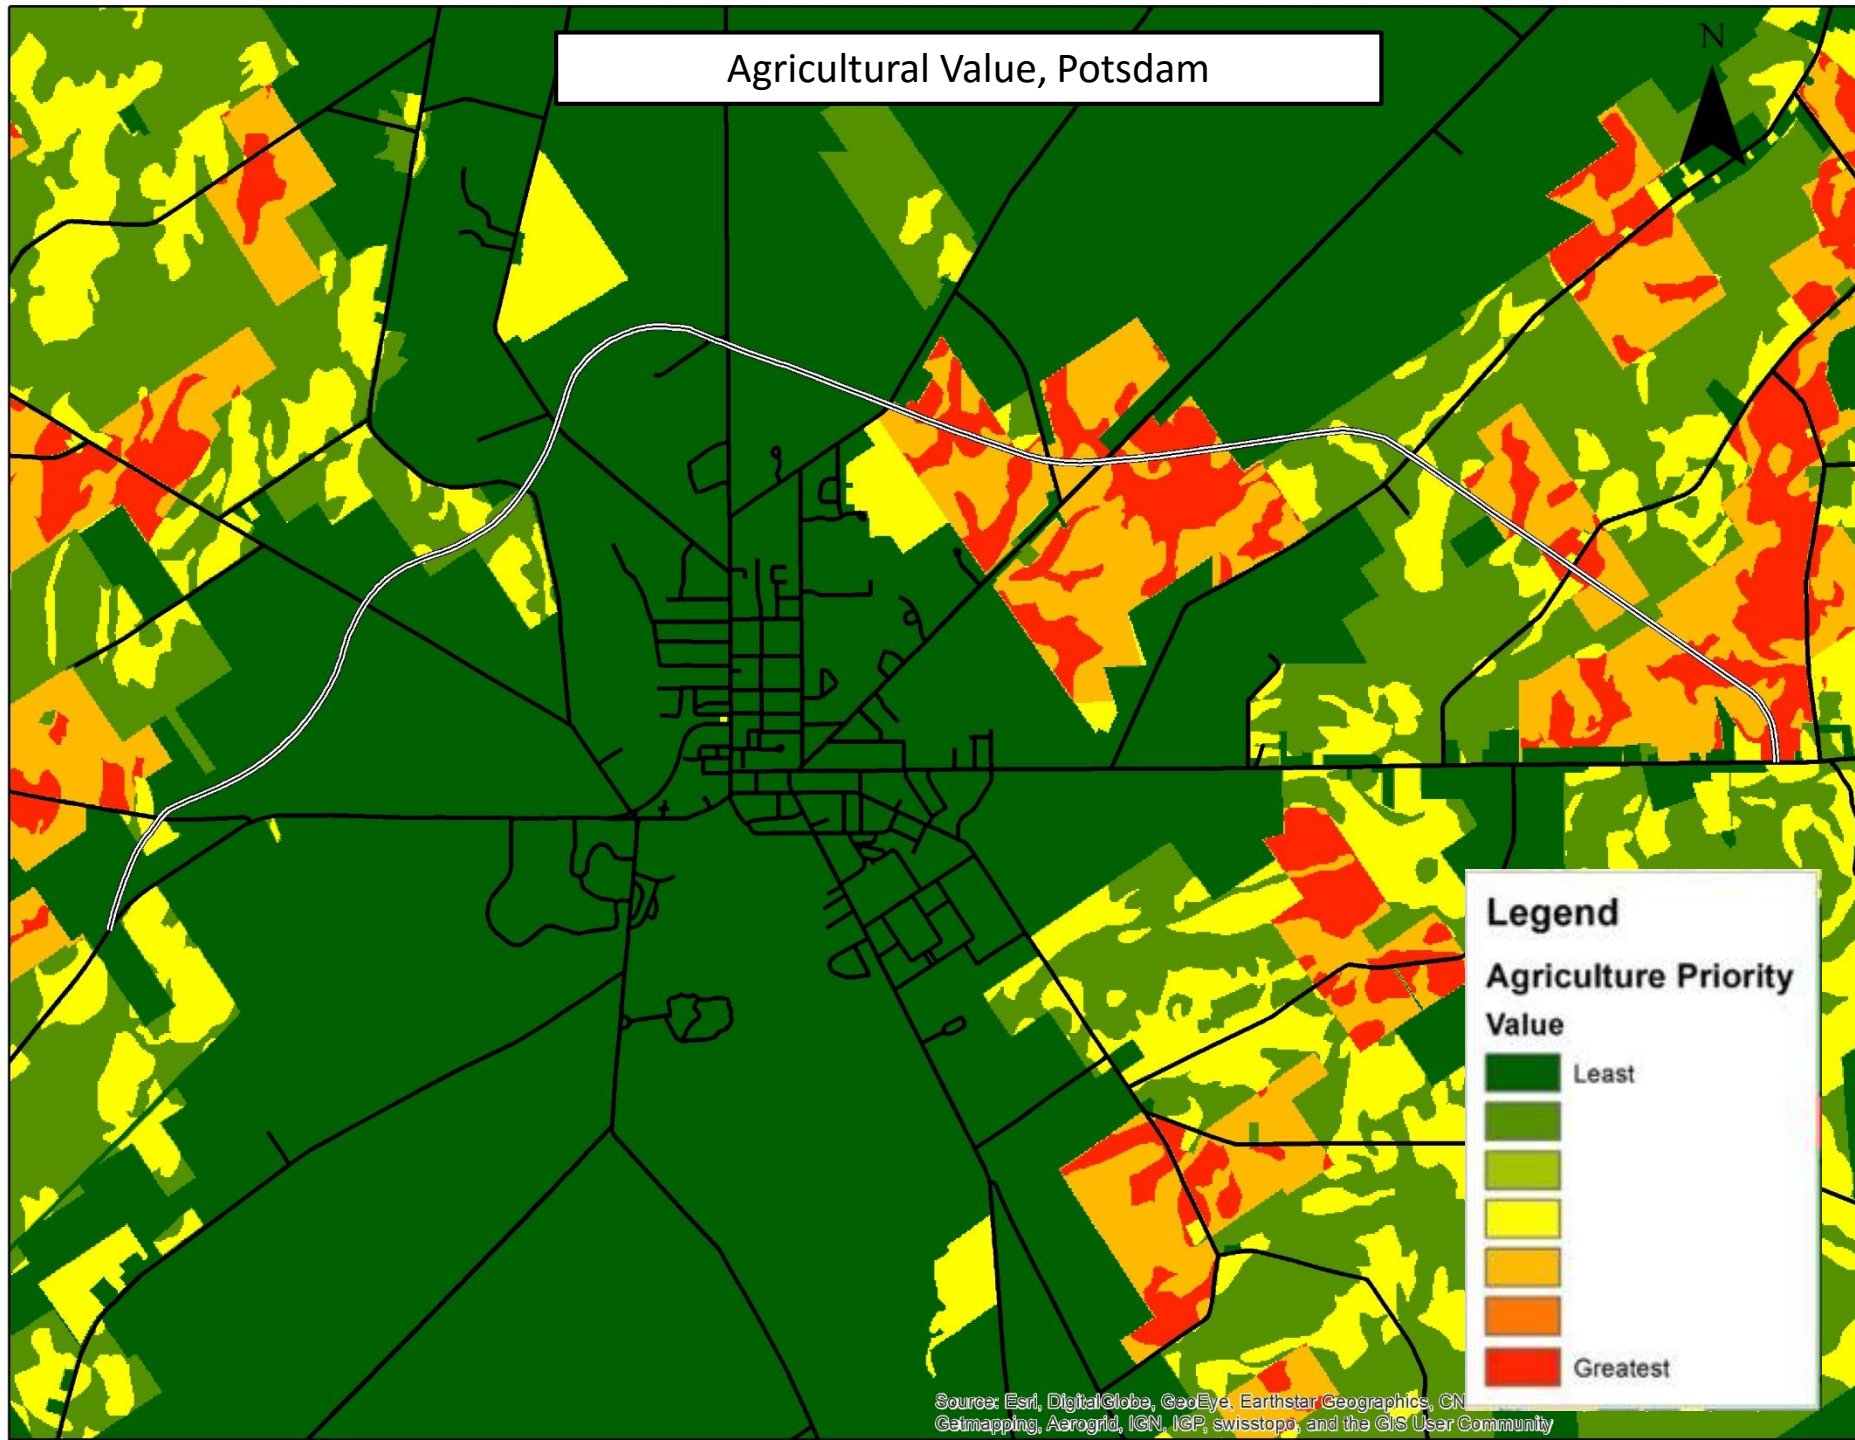 Agricultural Value, Potsdam
N
Legend
Agriculture Priority
Value
Least
Greatest
Source: Esri, DigitalGlobe, GeoEye, Earthstar Geographics, CN
Getmapping, Aerogrid, IGN, IGP, swisstopo, and the GIS User Community